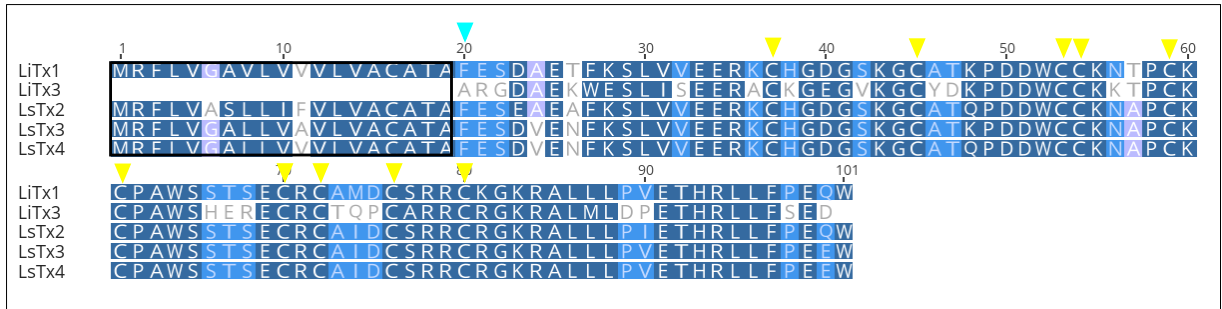 1 10 20 30 40 50 60
LiTx1 MRFLVGAVLVVVLVACATAFESDAETFKSLVVEERKCHGDGSKGCATKPDDWCCKNTPCK
LiTx3 ARGDAEKWESLISEERACKGEGVKGCYDKPDDWCCKKTPCK
LsTx2 MRFLVASLLIFVLVACATAFESEAEAFKSLVVEERKCHGDGSKGCATQPDDWCCKNAPCK
LsTx3 MRFLVGALLVAVLVACATAFESDVENFKSLVVEERKCHGDGSKGCATKPDDWCCKNAPCK
LsTx4 MRFLVGALLVVVLVACATAFESDVENFKSLVVEERKCHGDGSKGCATQPDDWCCKNAPCK
70 80 90 101
LiTx1 CPAWSSTSECRCAMDCSRRCKGKRALLLPVETHRLLFPEQW
LiTx3 CPAWSHERECRCTQPCARRCRGKRALMLDPETHRLLFSED
LsTx2 CPAWSSTSECRCAIDCSRRCRGKRALLLPIETHRLLFPEQW
LsTx3 CPAWSSTSECRCAIDCSRRCRGKRALLLPVETHRLLFPEEW
LsTx4 CPAWSSTSECRCAIDCSRRCRGKRALLLPVETHRLLFPEEW